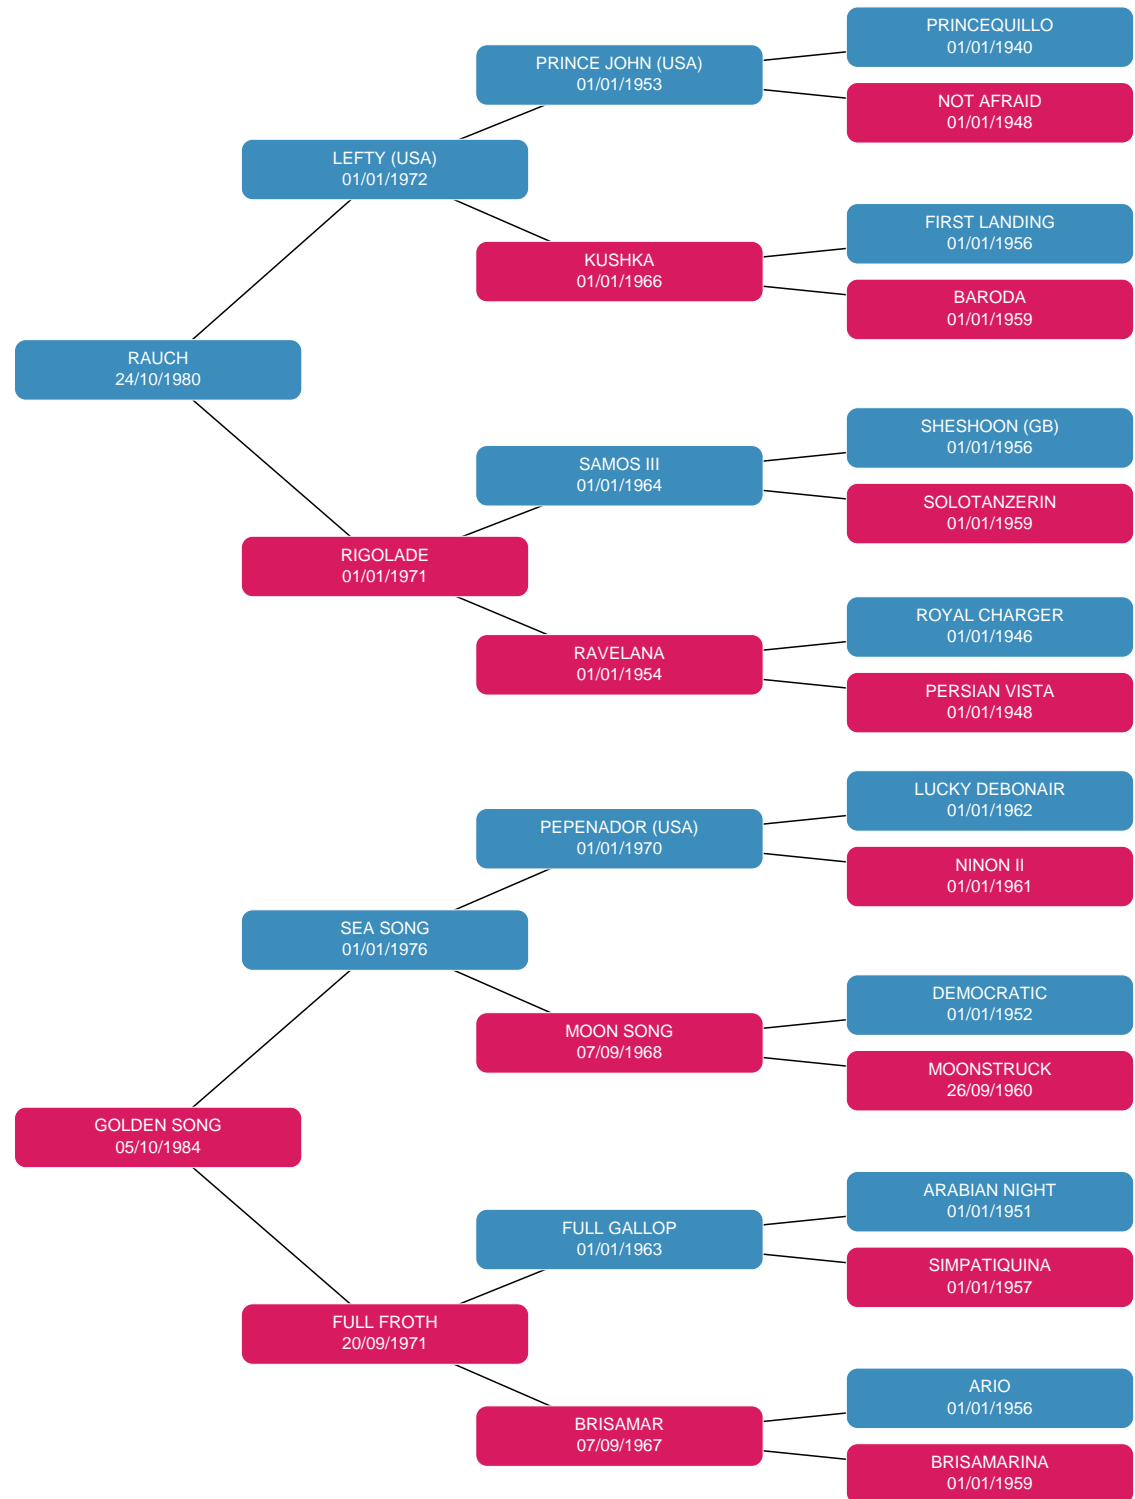 PRINCEQUILLO
01/01/1940
PRINCE JOHN (USA)
01/01/1953
NOT AFRAID
01/01/1948
LEFTY (USA)
01/01/1972
FIRST LANDING
01/01/1956
KUSHKA
01/01/1966
BARODA
01/01/1959
RAUCH
24/10/1980
SHESHOON (GB)
01/01/1956
SAMOS III
01/01/1964
SOLOTANZERIN
01/01/1959
RIGOLADE
01/01/1971
ROYAL CHARGER
01/01/1946
RAVELANA
01/01/1954
PERSIAN VISTA
01/01/1948
LUCKY DEBONAIR
01/01/1962
PEPENADOR (USA)
01/01/1970
NINON II
01/01/1961
SEA SONG
01/01/1976
DEMOCRATIC
01/01/1952
MOON SONG
07/09/1968
MOONSTRUCK
26/09/1960
GOLDEN SONG
05/10/1984
ARABIAN NIGHT
01/01/1951
FULL GALLOP
01/01/1963
SIMPATIQUINA
01/01/1957
FULL FROTH
20/09/1971
ARIO
01/01/1956
BRISAMAR
07/09/1967
BRISAMARINA
01/01/1959